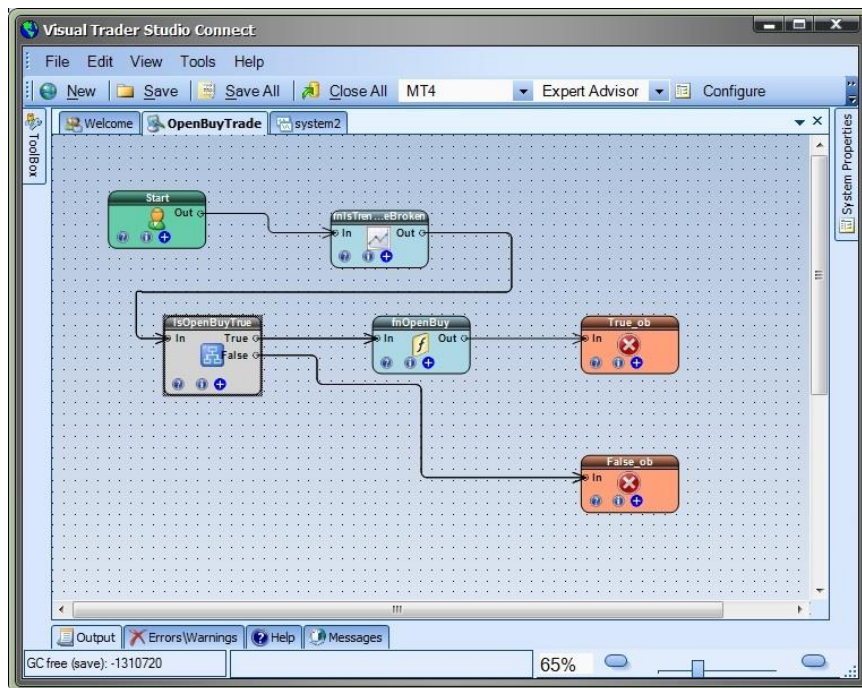 Visual Trader Studio Connect
File Edit View Tools Help
New Save Save All Close All MT4 Expert Advisor Configure
ToolBox
Welcome OpenBuyTrade system2
System Properties
Start
Out
fnIsTren ...eBroken
In Out
IsOpenBuyTrue
In True
False
fnOpenBuy
In Out
True_ob
In
False_ob
In
Output Errors\Warnings Help Messages
GC free (save): -1310720
65%